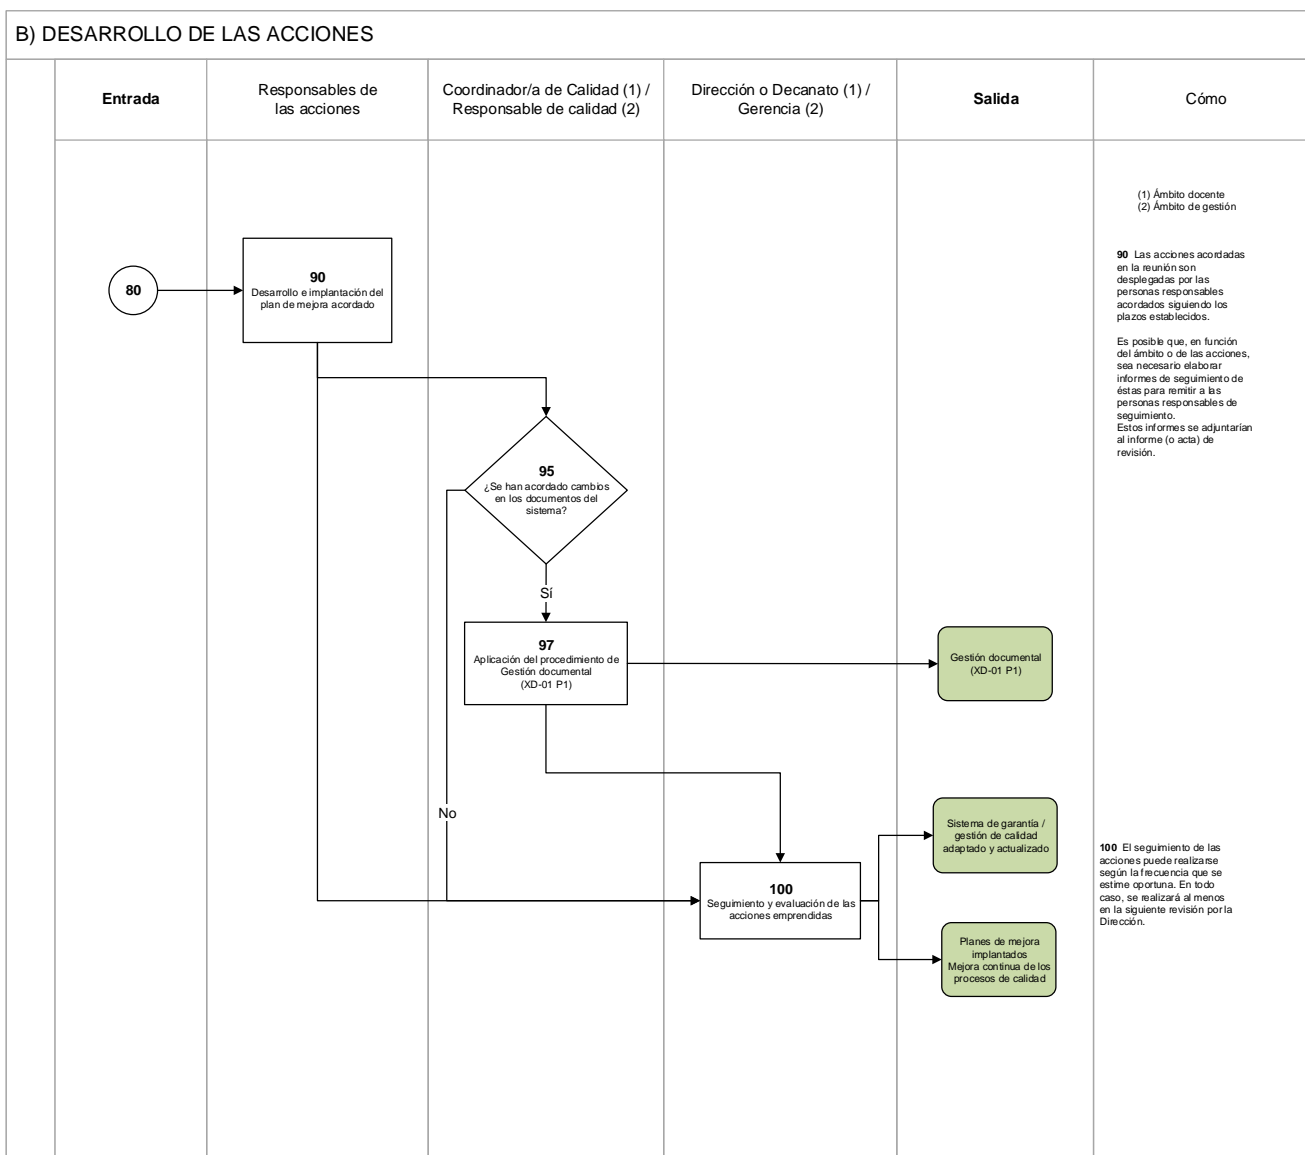 B) DESARROLLO DE LAS ACCIONES
Entrada
Responsables de
las acciones
Coordinador/a de Calidad (1) /
Responsable de calidad (2)
Dirección o Decanato (1) /
Gerencia (2)
Salida
Cómo
(1) Ámbito docente
(2) Ámbito de gestión
80
90
Desarrollo e implantación del
plan de mejora acordado
90 Las acciones acordadas
en la reunión son
desplegadas por las
personas responsables
acordados siguiendo los
plazos establecidos.
Es posible que, en función
del ámbito o de las acciones,
sea necesario elaborar
informes de seguimiento de
éstas para remitir a las
personas responsables de
seguimiento.
Estos informes se adjuntarían
al informe (o acta) de
revisión.
95
¿Se han acordado cambios
en los documentos del
sistema?
Sí
97
Aplicación del procedimiento de
Gestión documental
(XD-01 P1)
Gestión documental
(XD-01 P1)
No
Sistema de garantía /
gestión de calidad
adaptado y actualizado
100
Seguimiento y evaluación de las
acciones emprendidas
100 El seguimiento de las
acciones puede realizarse
según la frecuencia que se
estime oportuna. En todo
caso, se realizará al menos
en la siguiente revisión por la
Dirección.
Planes de mejora
implantados
Mejora continua de los
procesos de calidad